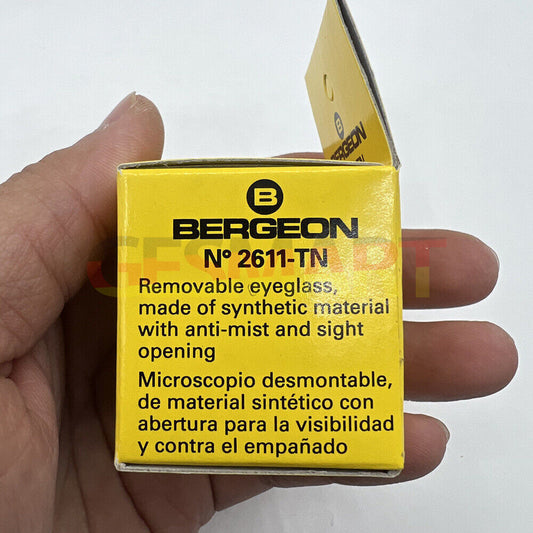 B
BERGEON
B
BERGEON
N° 2611-TN
Removable eyeglass,
made of synthetic material
with anti-mist and sight
opening
Microscopio desmontable,
de material sintético con
abertura para la visibilidad
y contra el empañado
GFSMART